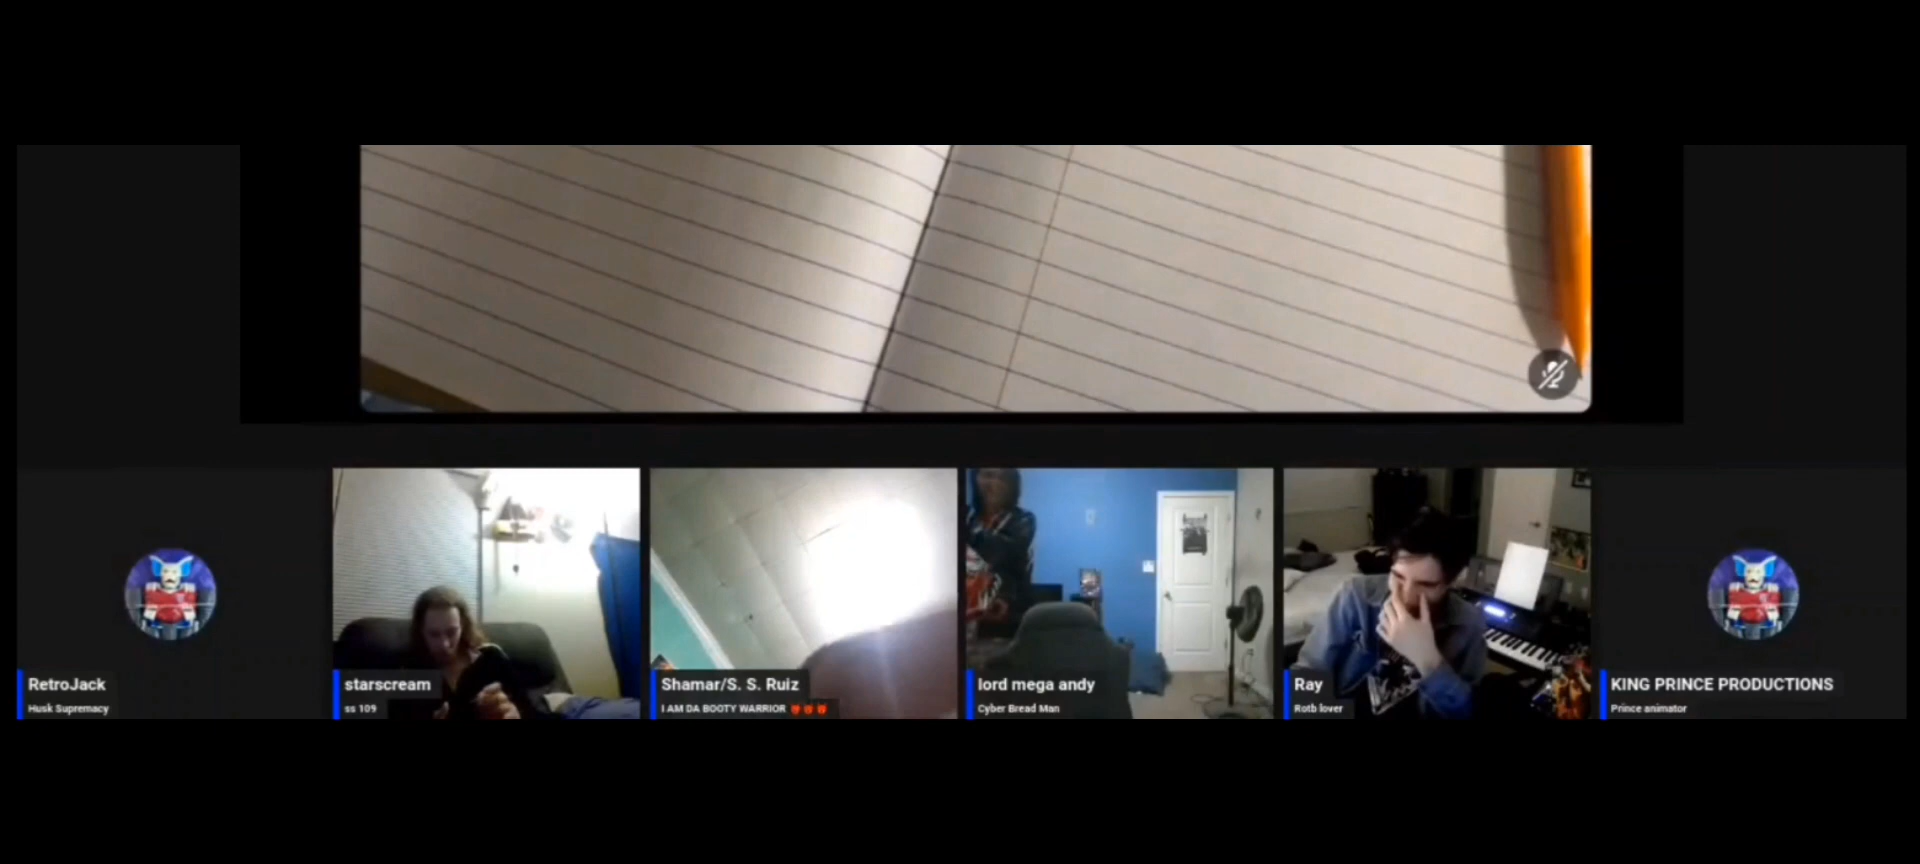 RetroJack
Husk Supremacy
starscream
ss 109
Shamar/S. S. Ruiz
I AM DA BOOTY WARRIOR
lord mega andy
Cyber Bread Man
Ray
Rotb lover
KING PRINCE PRODUCTIONS
Prince animator